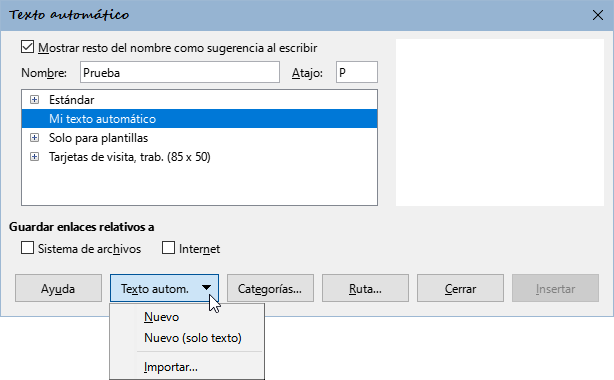 Texto automático
Mostrar resto del nombre como sugerencia al escribir
Nombre: Prueba Atajo: P
Estándar
Mi texto automático
Solo para plantillas
Tarjetas de visita, trab. (85 x 50)
Guardar enlaces relativos a
Sistema de archivos Internet
Ayuda Texto autom. Categorías... Ruta... Cerrar Insertar
Nuevo
Nuevo (solo texto)
Importar...